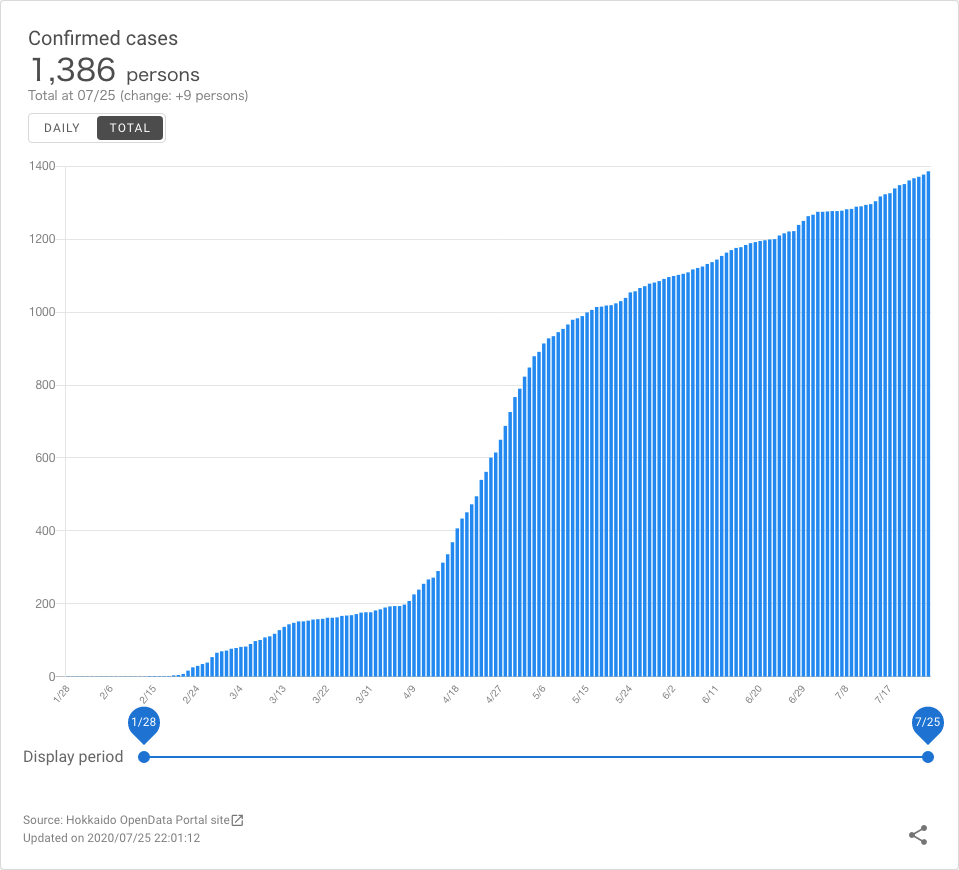 Confirmed cases
1,386 persons
Total at 07/25 (change: +9 persons)
DAILY TOTAL
1400
1200
1000
800
600
400
200
0
1/28 2/6 2/15 2/24 3/4 3/13 3/22 3/31 4/9 4/18 4/27 5/6 5/15 5/24 6/2 6/11 6/20 6/29 7/8 7/17
1/28 7/25
Display period
Source: Hokkaido OpenData Portal site
Updated on 2020/07/25 22:01:12